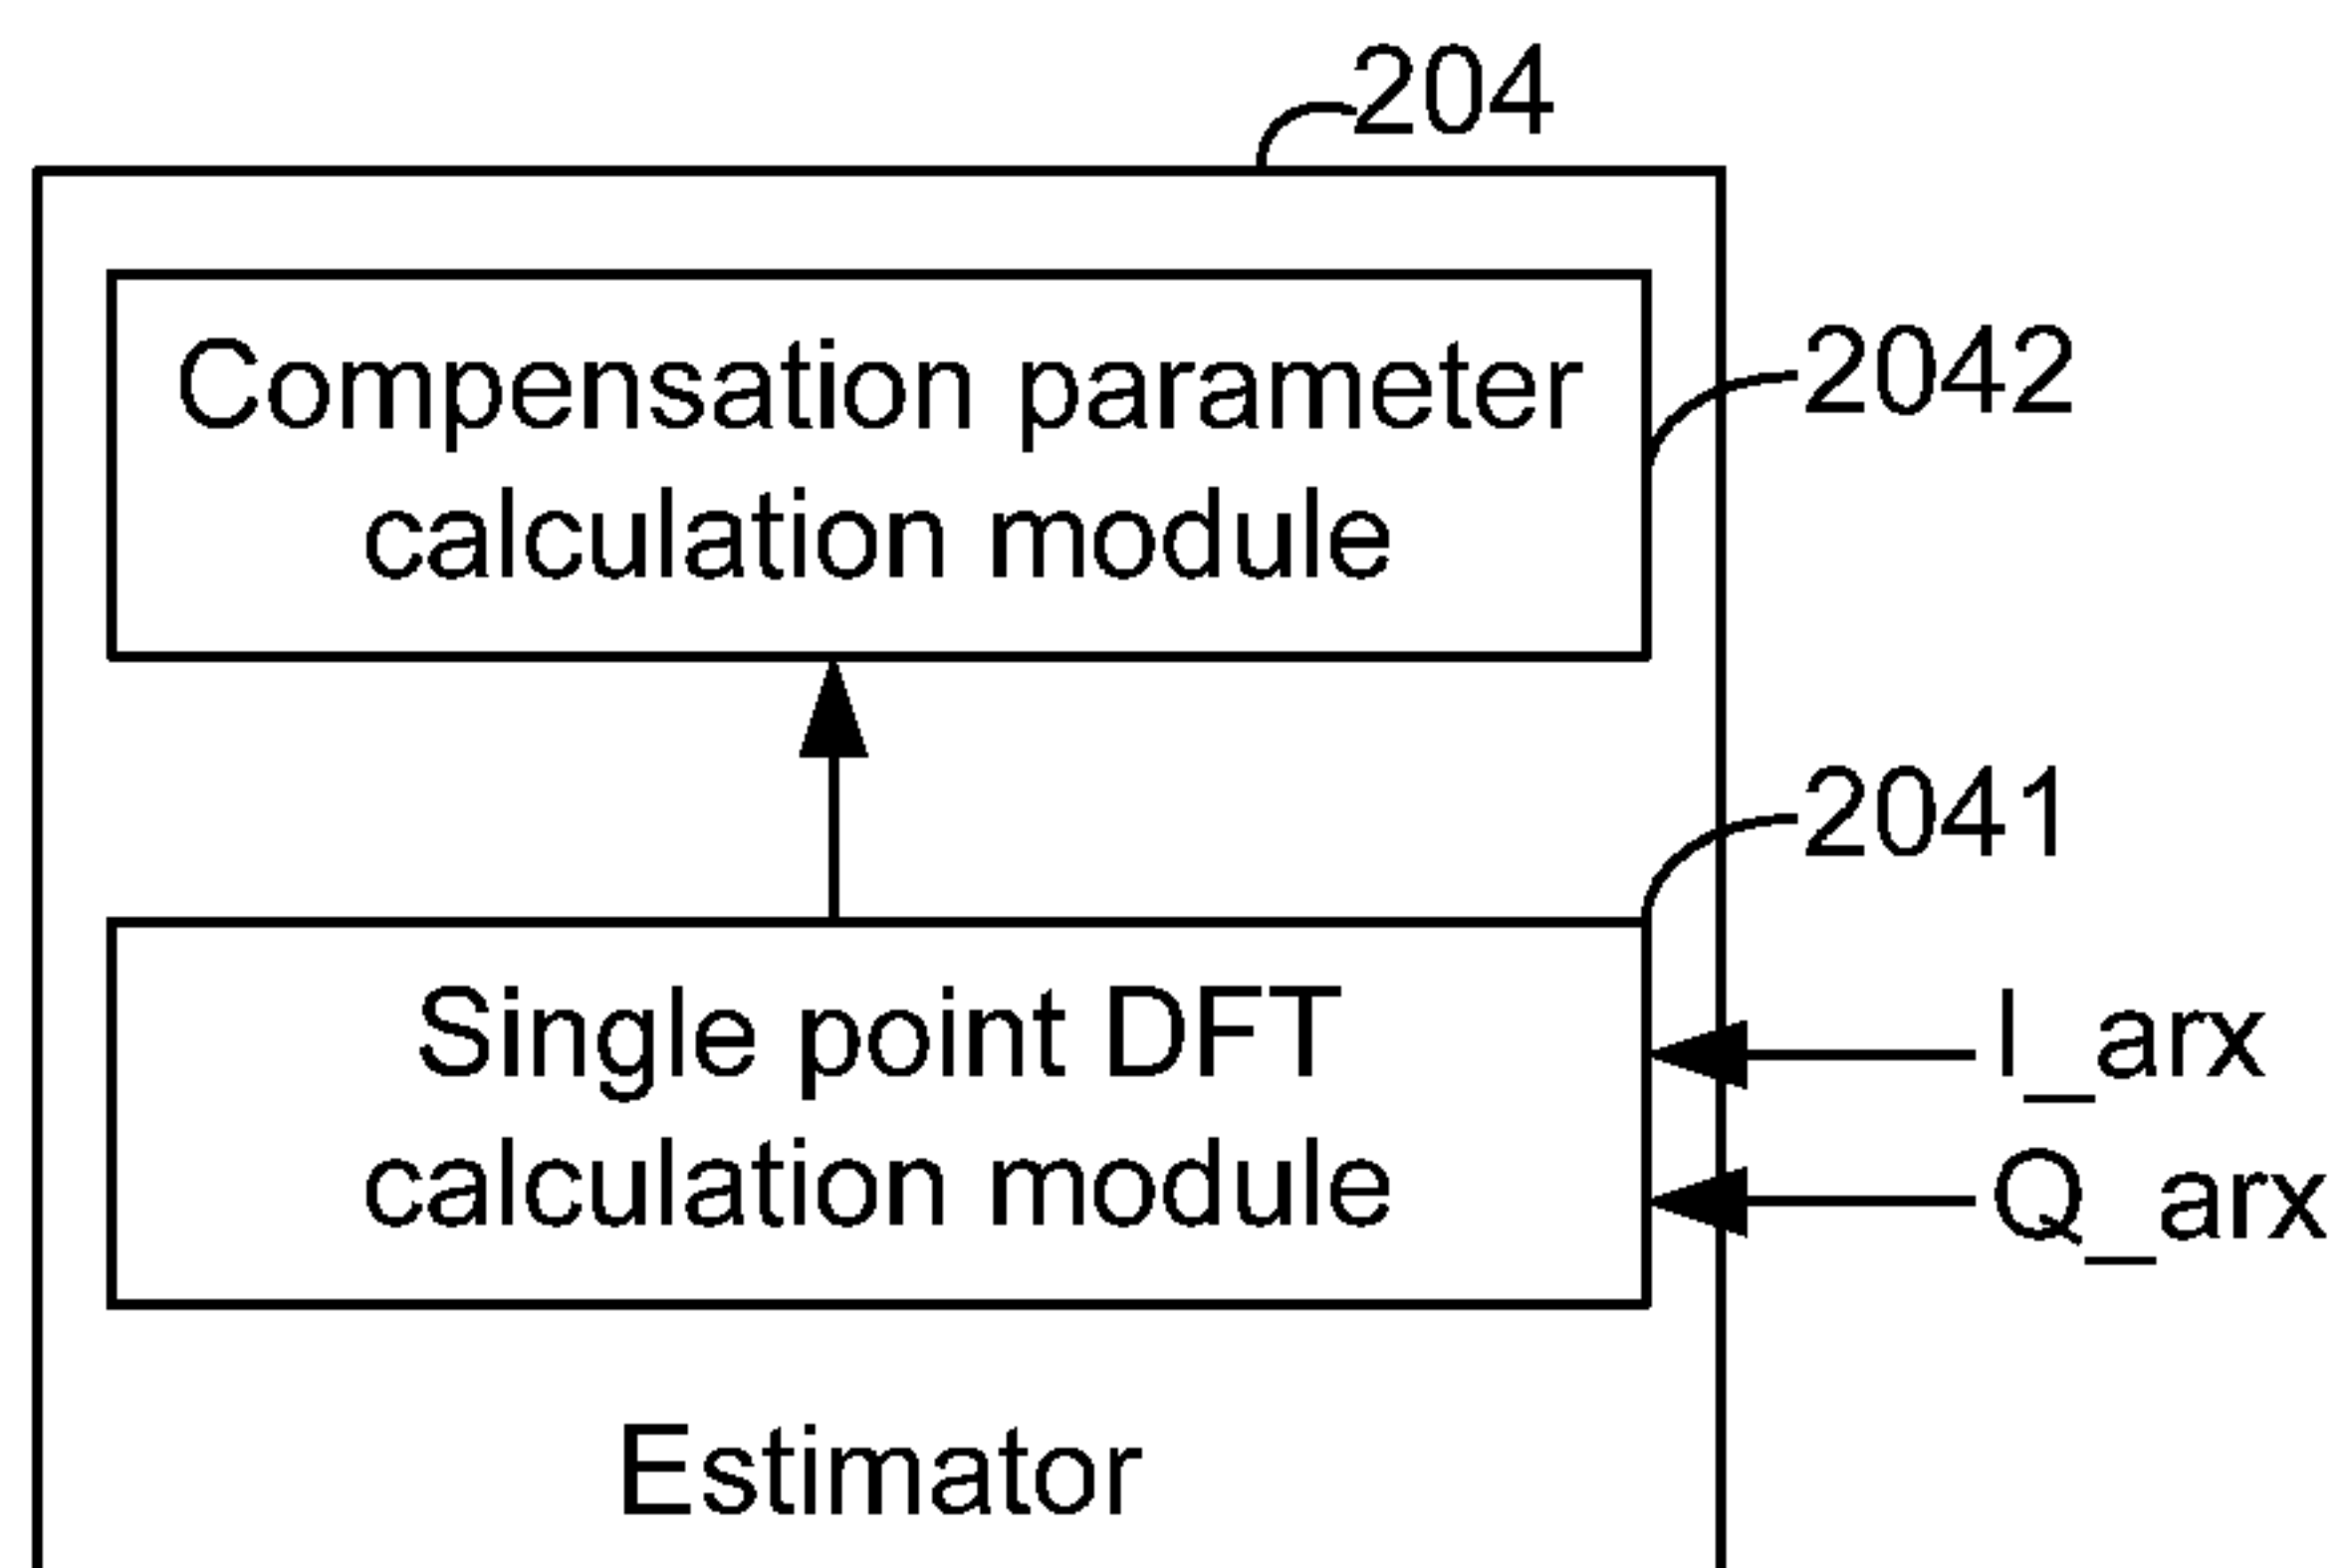 204
Compensation parameter
calculation module
2042
2041
Single point DFT
calculation module
I_arx
Q_arx
Estimator